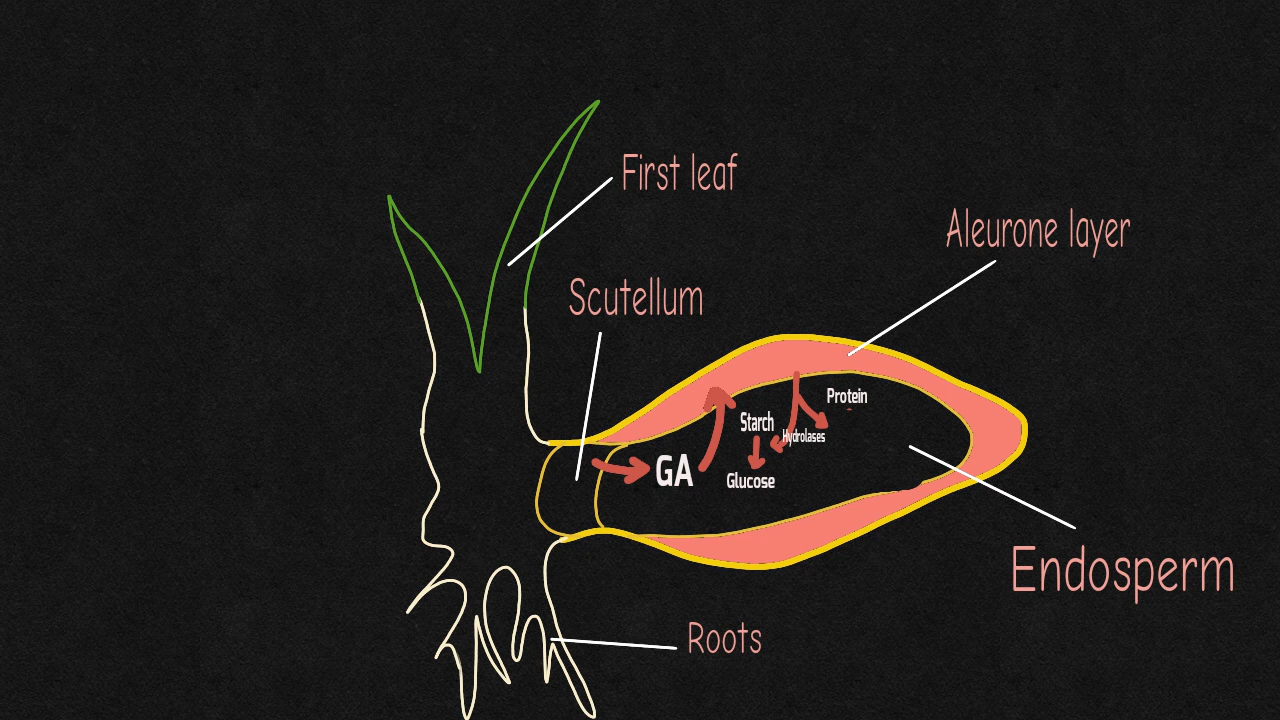 First leaf
Aleurone layer
Scutellum
Protein
Starch
Hydrolases
GA
Glucose
Endosperm
Roots